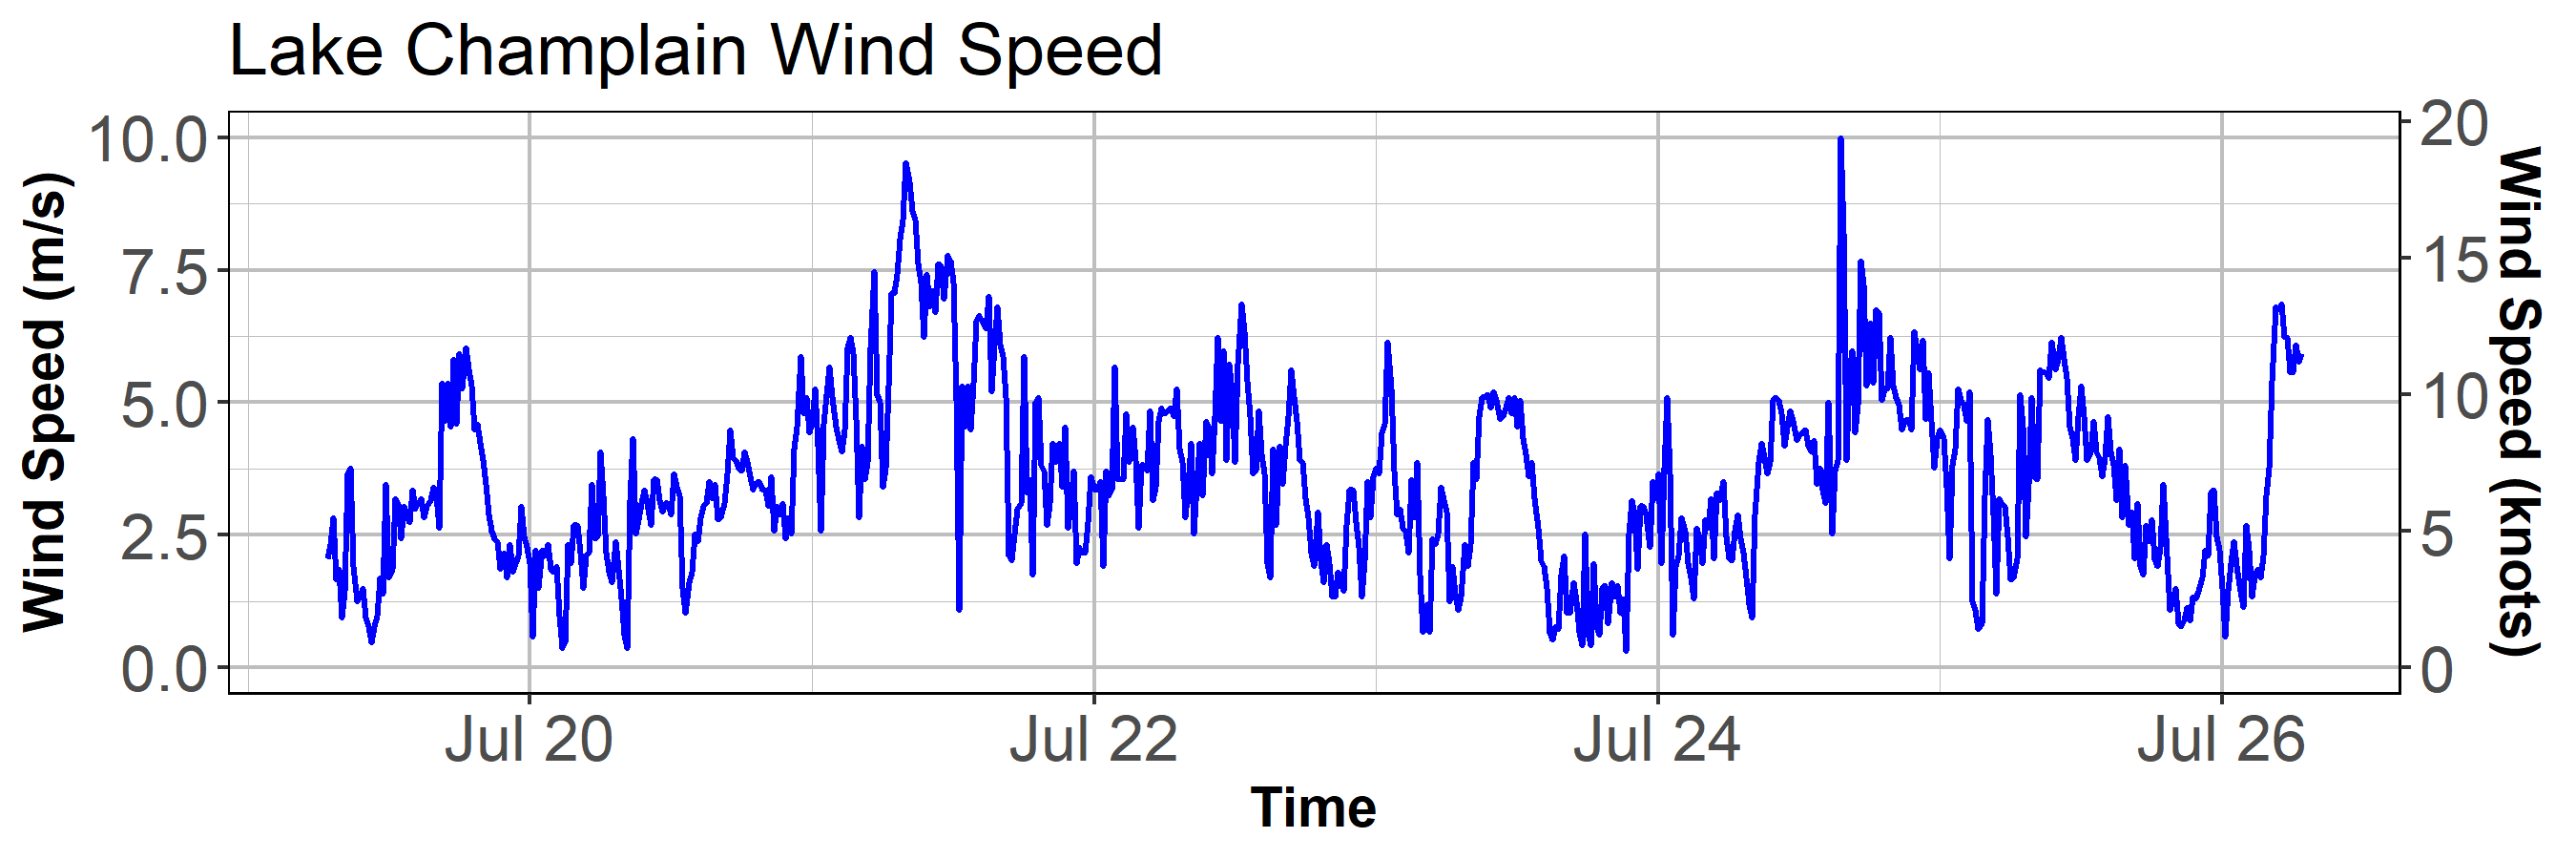 Lake Champlain Wind Speed
Wind Speed (m/s)
10.0
7.5
5.0
2.5
0.0
20
15
10
5
0
Wind Speed (knots)
Jul 20
Jul 22
Jul 24
Jul 26
Time